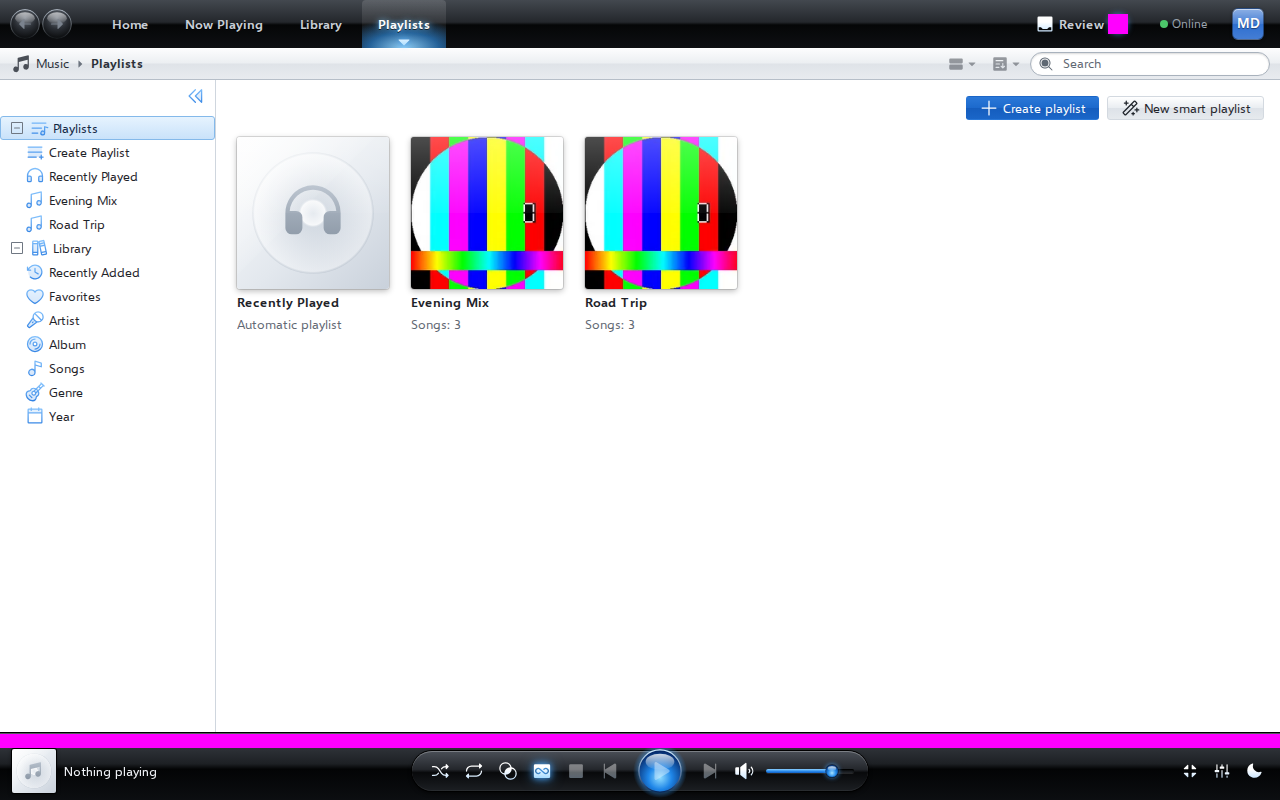 Home
Now Playing
Library
Playlists
Review
Online
MD
Music
Playlists
Search
Create playlist
New smart playlist
Playlists
Create Playlist
Recently Played
Evening Mix
Road Trip
Library
Recently Added
Favorites
Artist
Album
Songs
Genre
Year
Recently Played
Automatic playlist
Evening Mix
Songs: 3
Road Trip
Songs: 3
Nothing playing